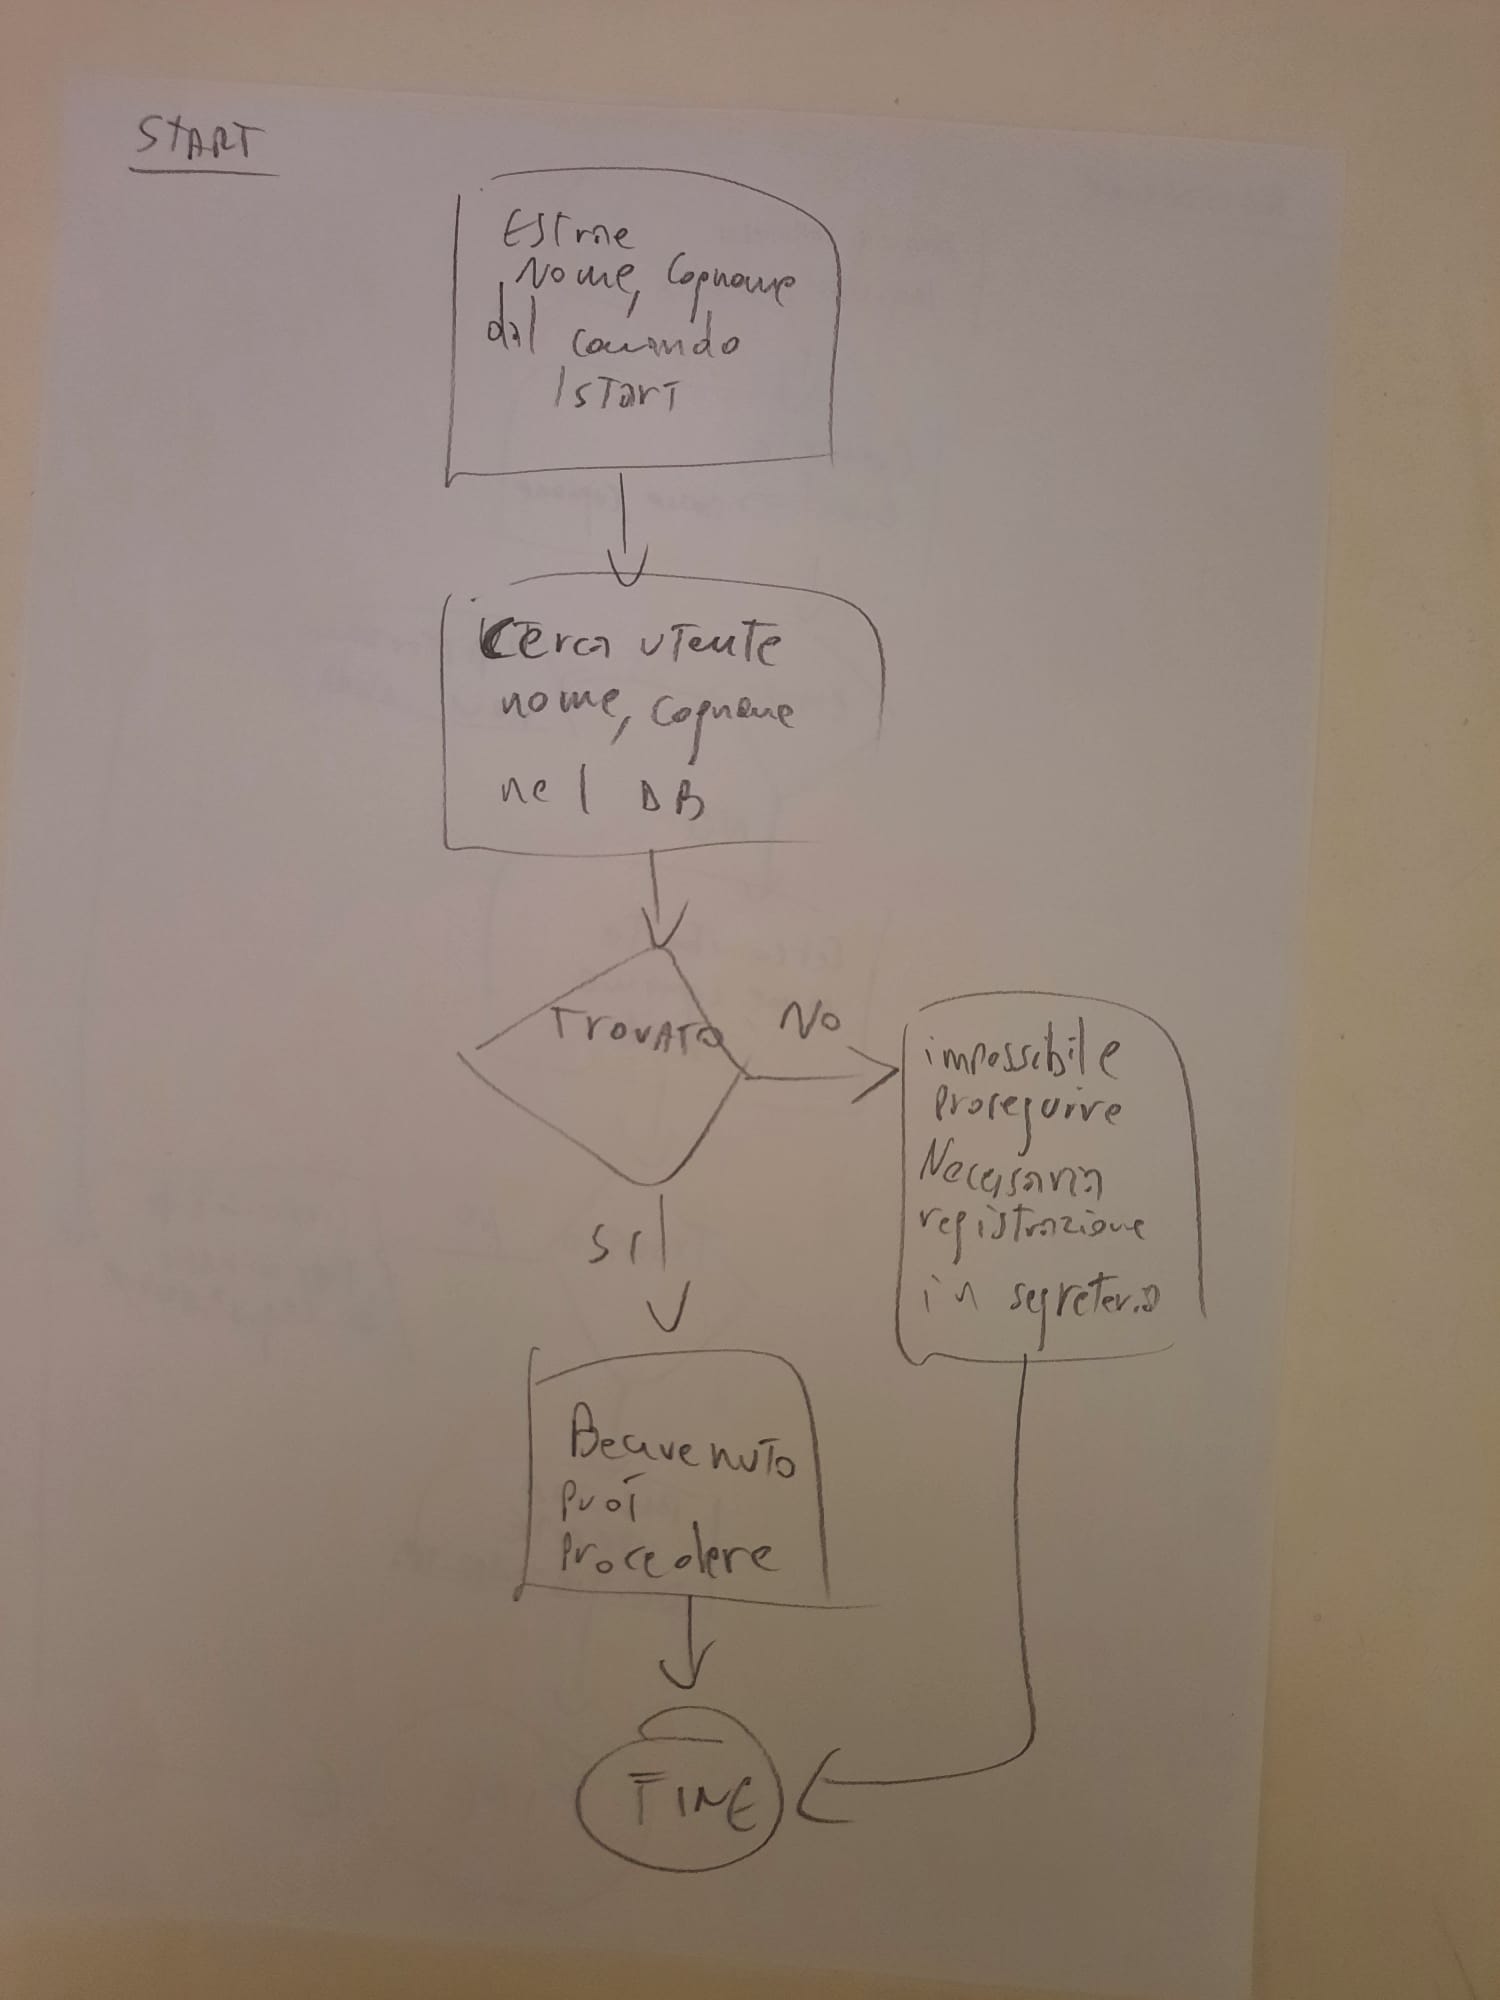 START
Estrae
Nome, Cognome
dal comando
/start
Cerca utente
nome, cognome
nel DB
TROVATO
NO
impossibile
proseguire
Necessaria
registrazione
in segreteria
SI
Benvenuto
puoi
procedere
FINE